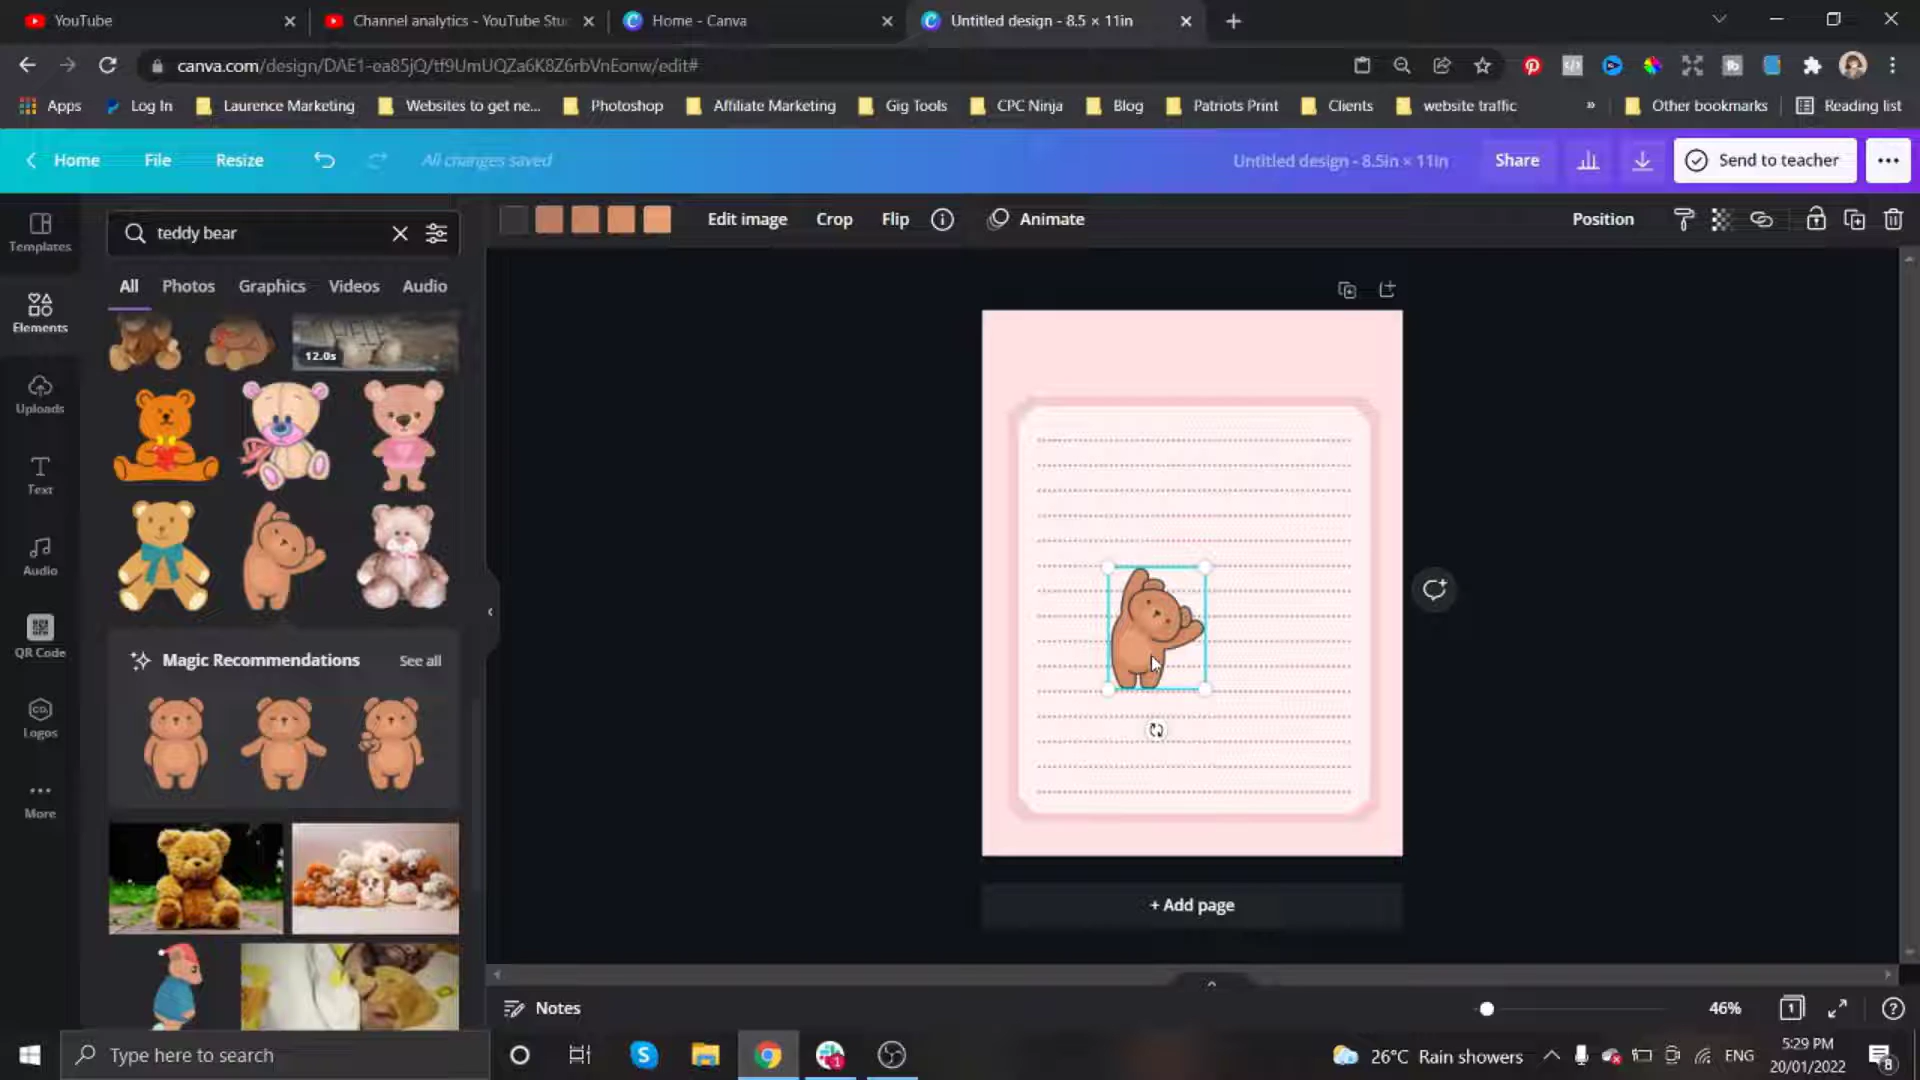 YouTube
Channel analytics - YouTube Stu
Home - Canva
Untitled design - 8.5 × 11in
canva.com/design/DAE1-ea85jQ/tf9UmUQZa6K8Z6rbVnEonw/edit#
Apps
Log In
Laurence Marketing
Websites to get ne...
Photoshop
Affiliate Marketing
Gig Tools
CPC Ninja
Blog
Patriots Print
Clients
website traffic
»
Other bookmarks
Reading list
Home
File
Resize
All changes saved
Untitled design - 8.5in × 11in
Share
Send to teacher
Templates
Elements
Uploads
Text
Audio
QR Code
Logos
More
teddy bear
All
Photos
Graphics
Videos
Audio
12.0s
Magic Recommendations
See all
Edit image
Crop
Flip
Animate
Position
+ Add page
Notes
46%
1
Type here to search
26°C Rain showers
ENG
5:29 PM
20/01/2022
8